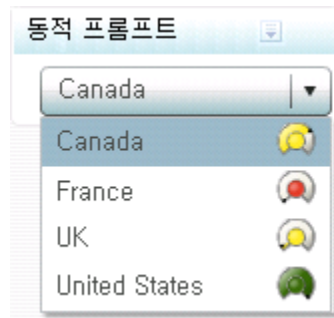 동적 프롬프트
Canada
Canada
France
UK
United States